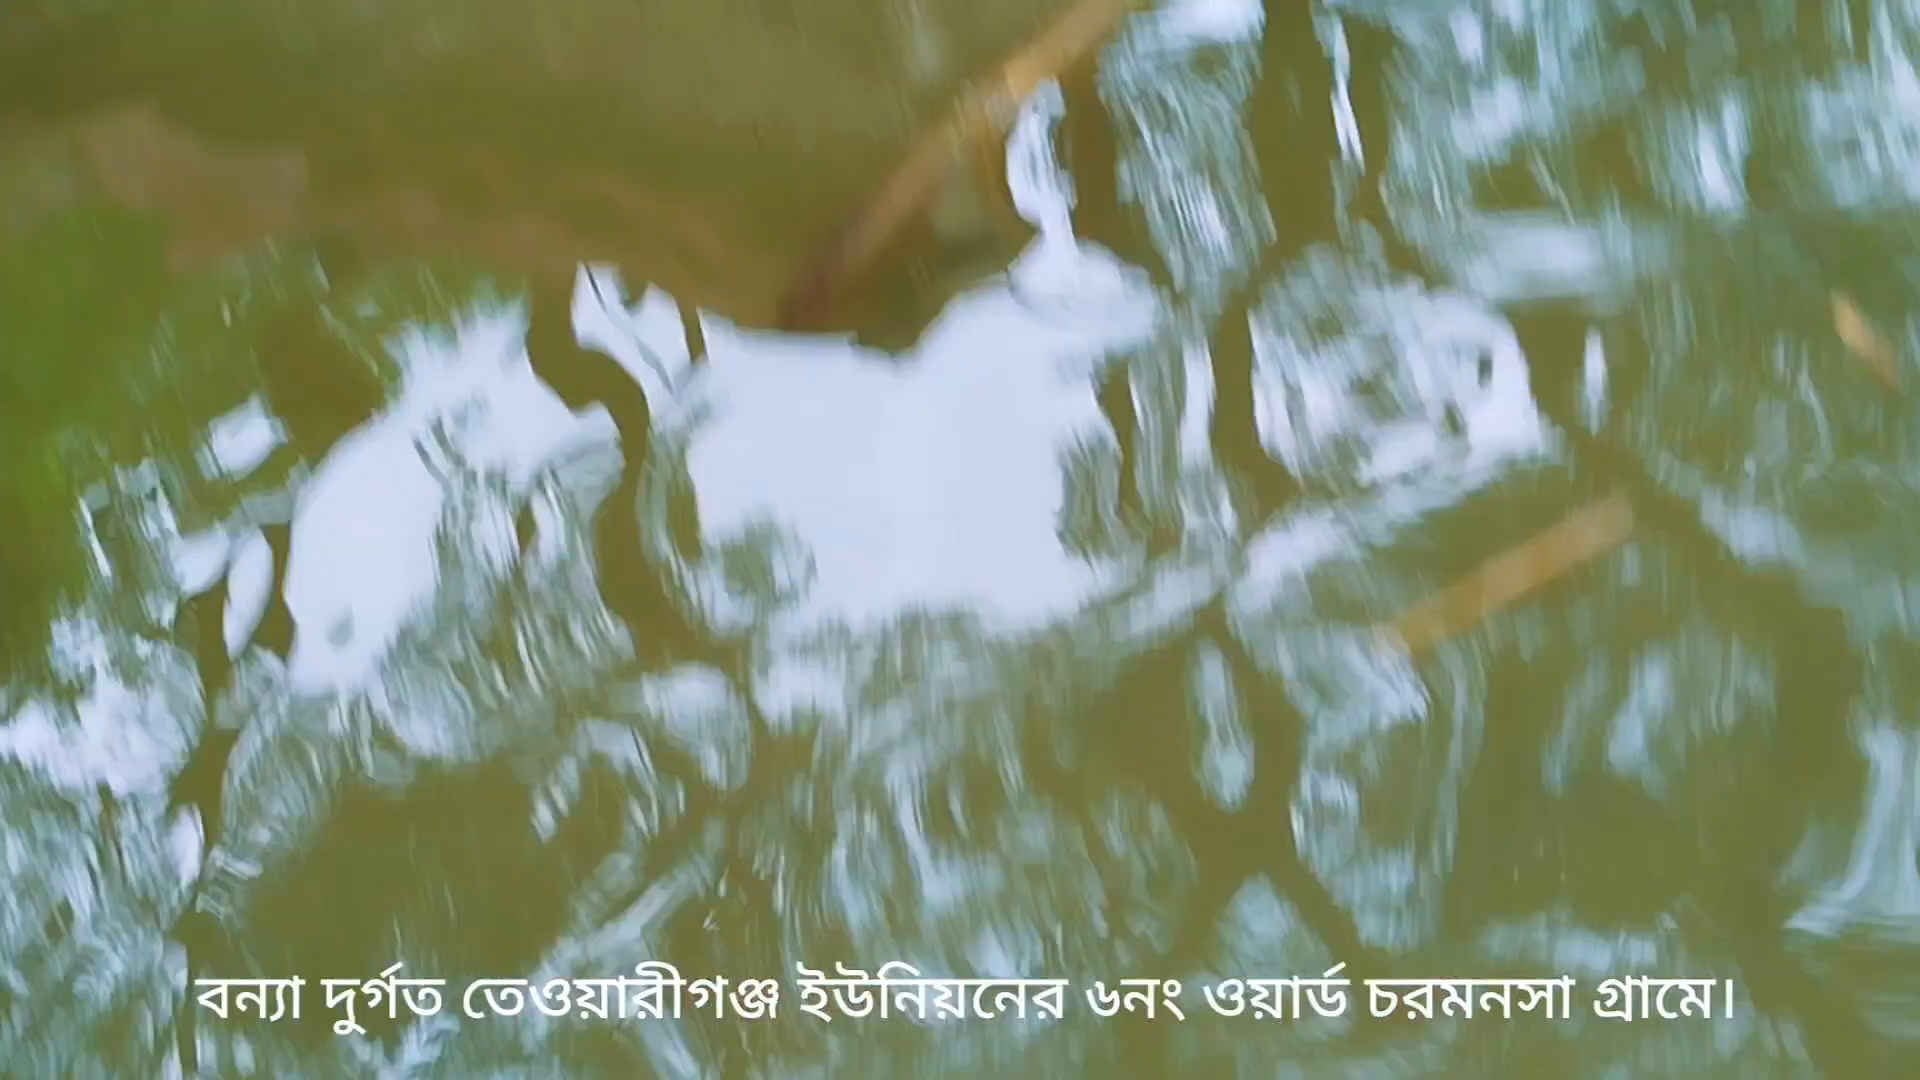 বন্যা দুর্গত তেওয়ারীগঞ্জ ইউনিয়নের ৬নং ওয়ার্ড চরমনসা গ্রামে।